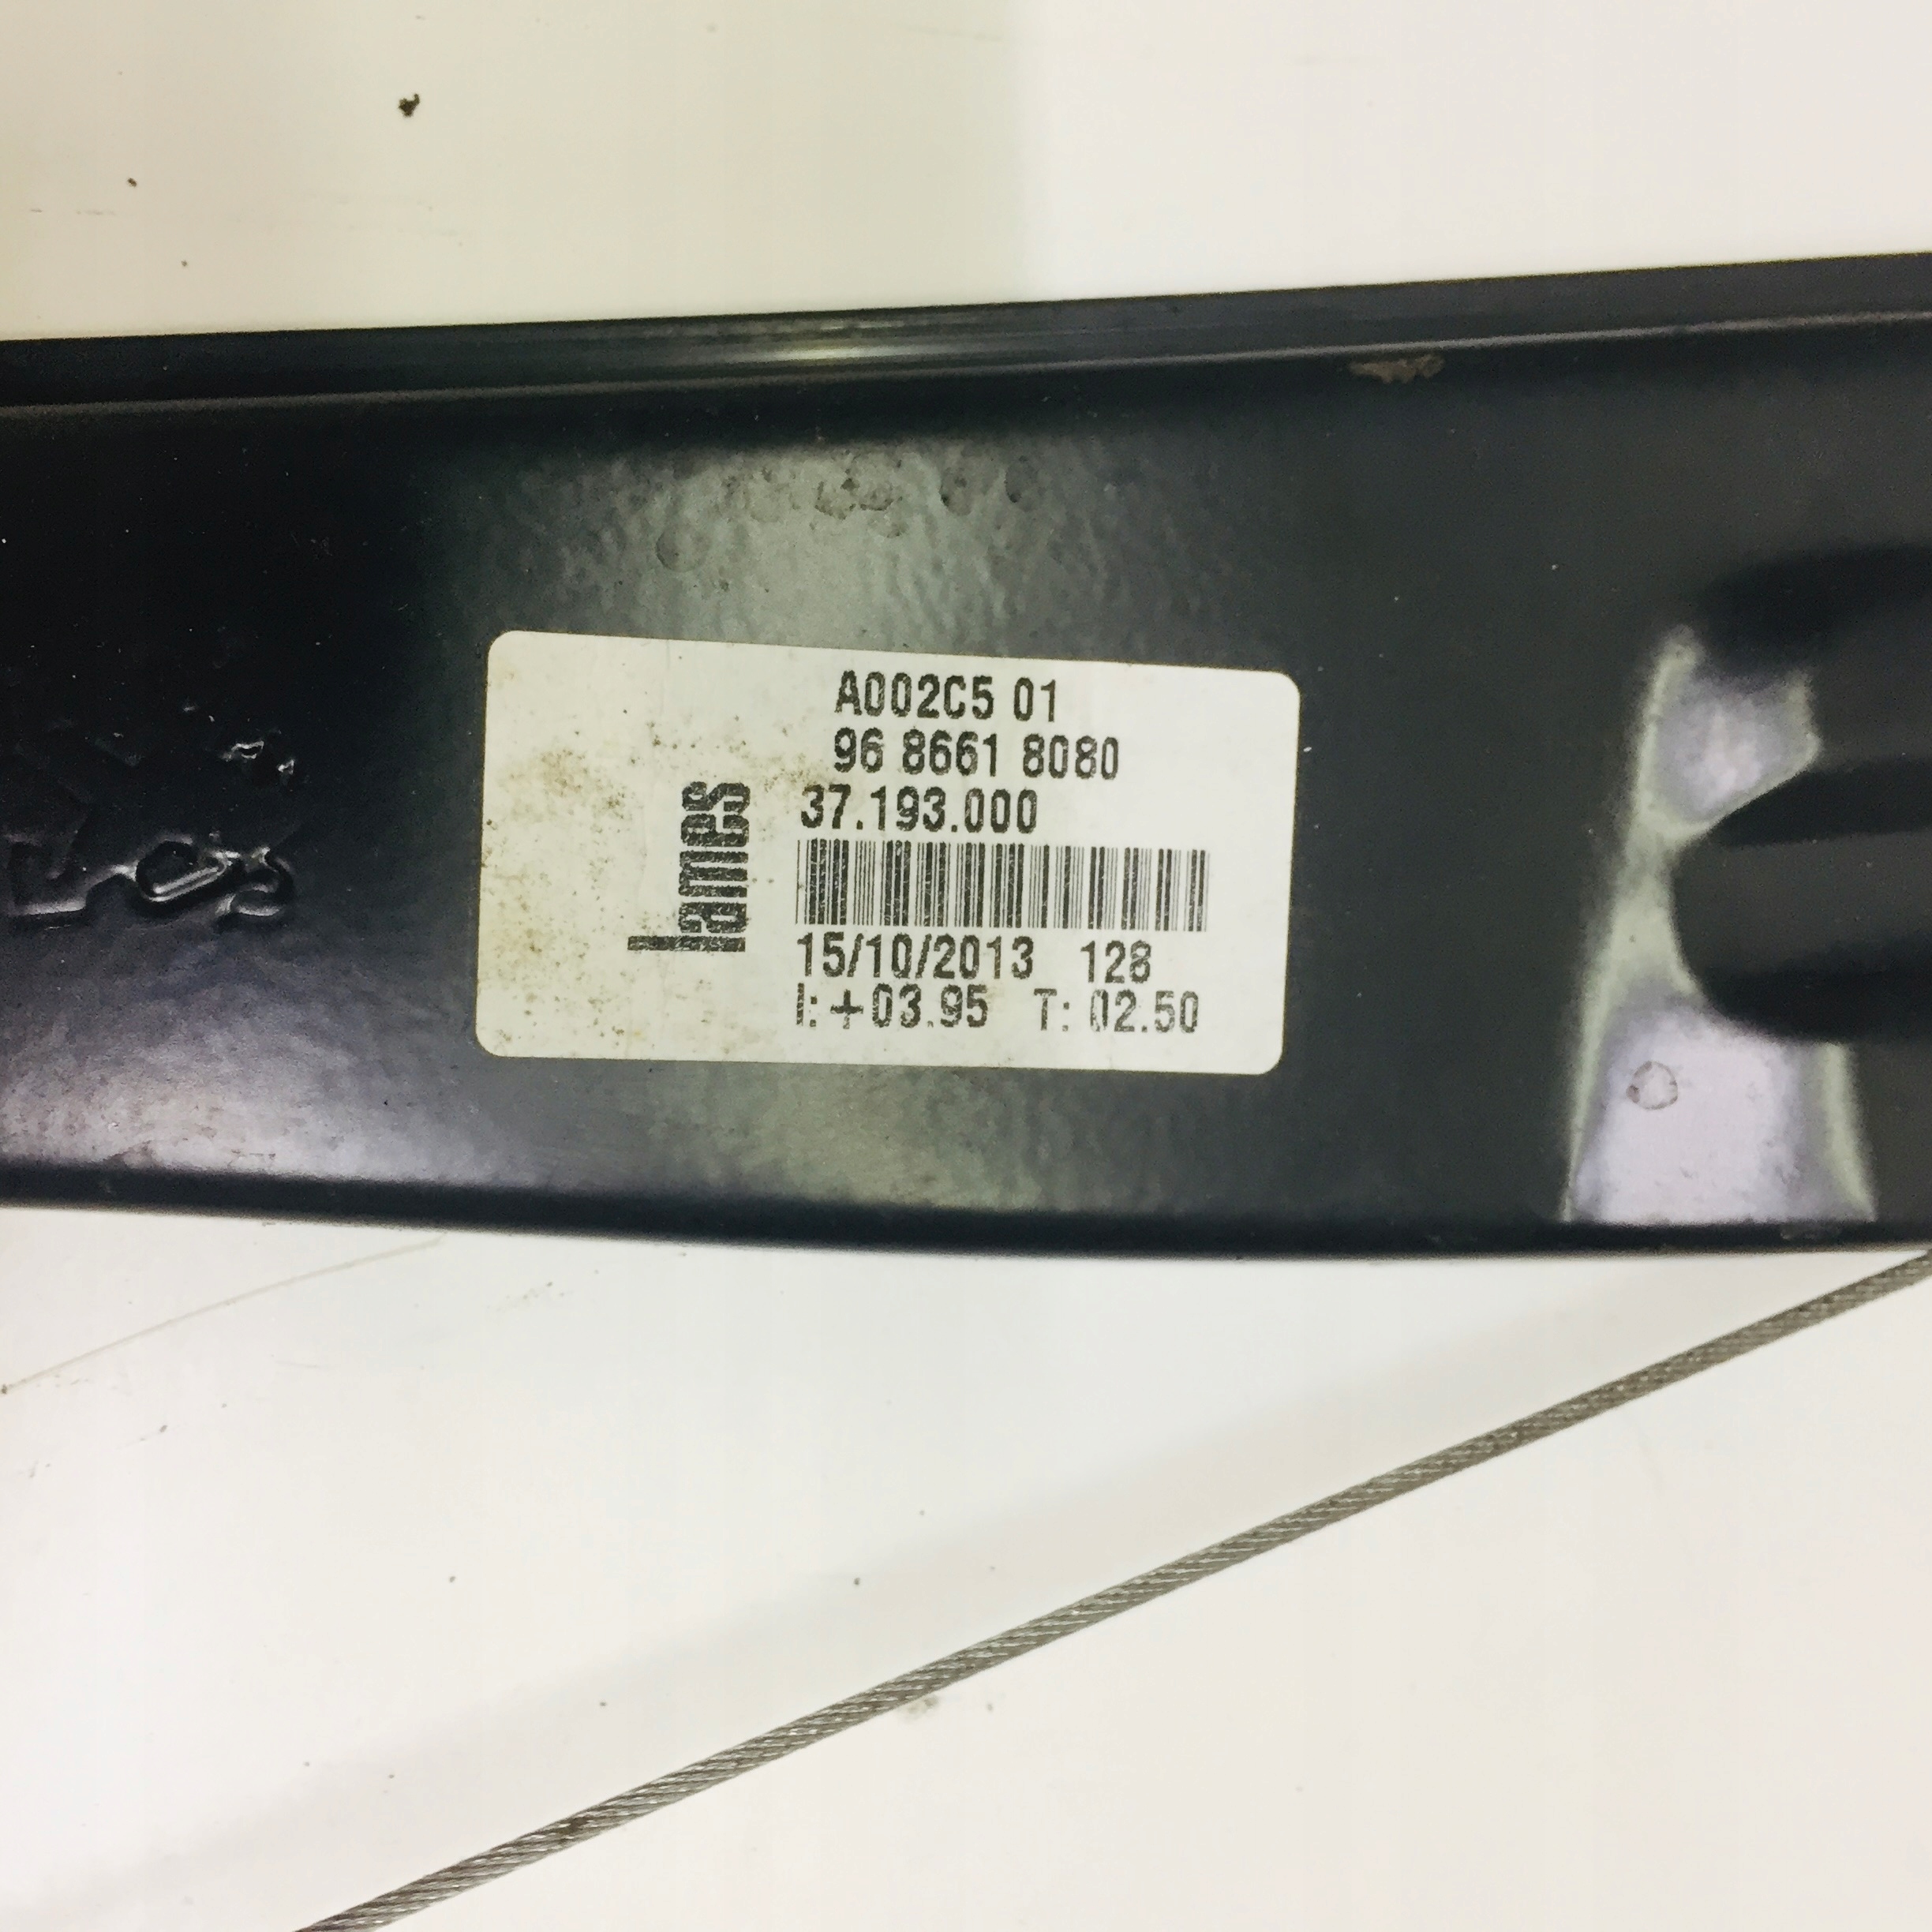 A002C5 01
96 8661 8080
37.193.000
lames
15/10/2013 128
I: +03.95 T: 02.50